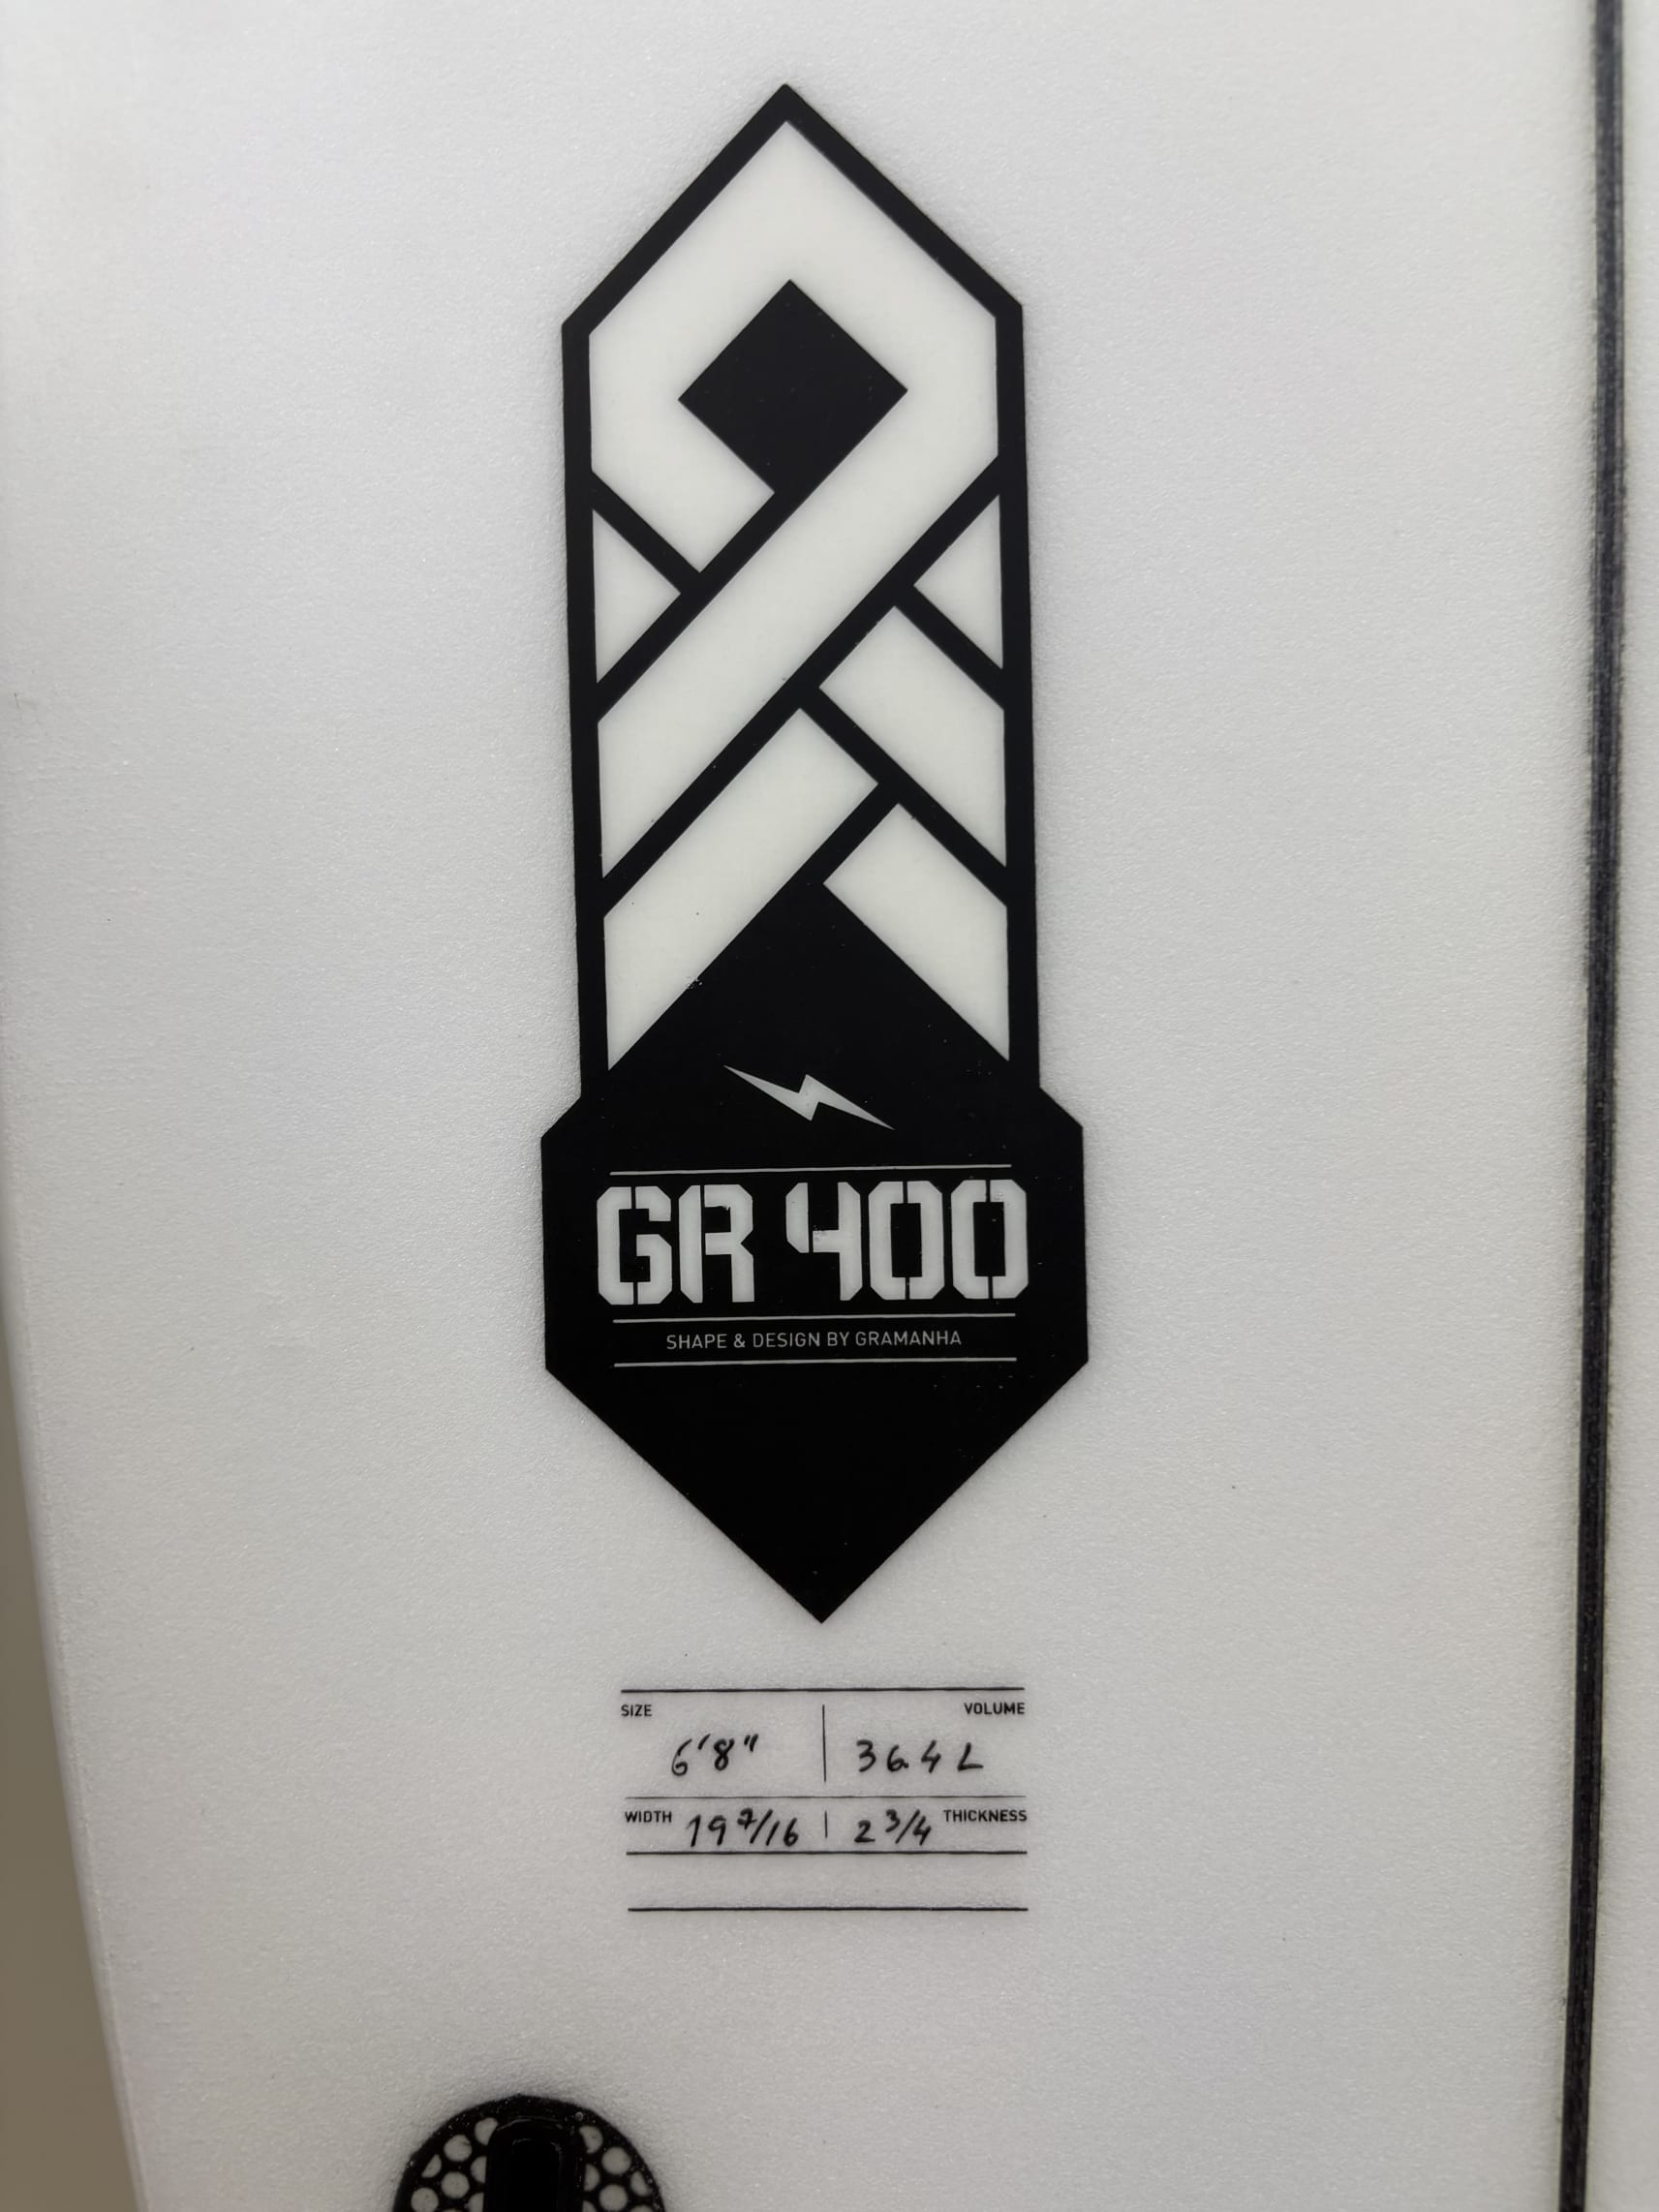 GR 400
SHAPE & DESIGN BY GRAMANHA
SIZE VOLUME
6'8" 36.4 L
WIDTH 19 7/16 2 3/4 THICKNESS